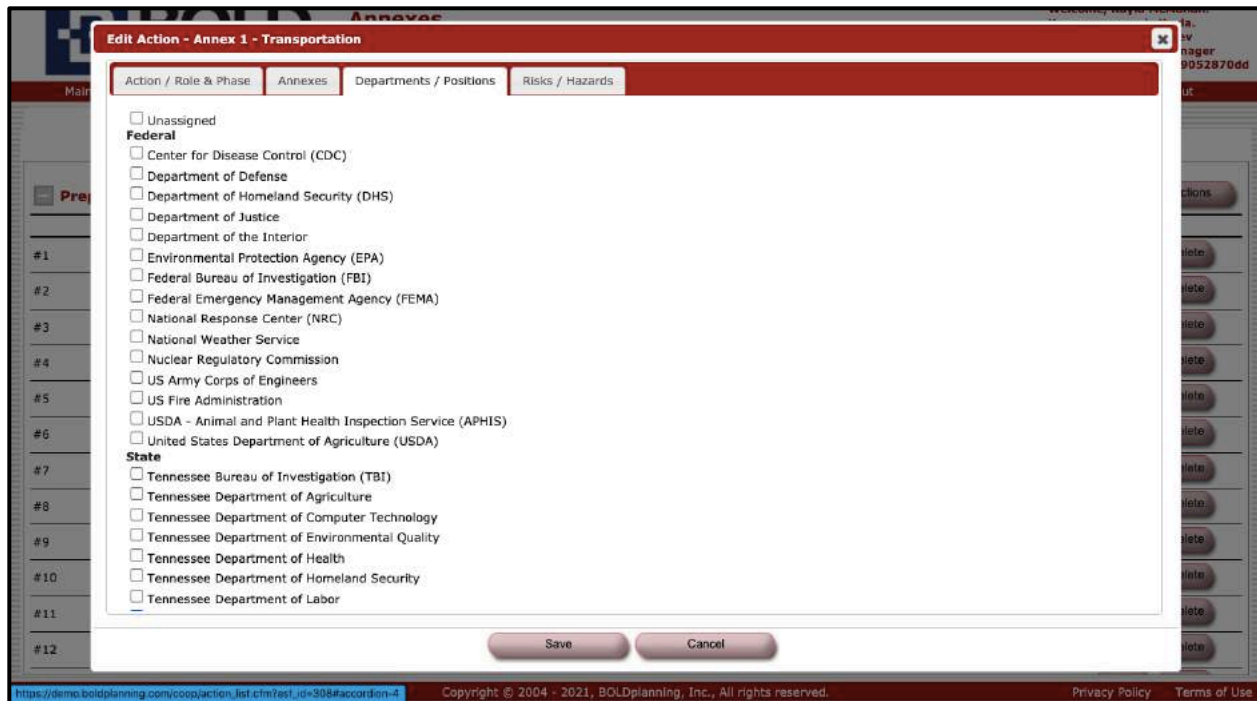 BOLD
Annexes
Edit Action - Annex 1 - Transportation
nager
9052870dd
Action / Role & Phase Annexes Departments / Positions Risks / Hazards
Unassigned
Federal
Center for Disease Control (CDC)
Department of Defense
Department of Homeland Security (DHS)
Department of Justice
Department of the Interior
Environmental Protection Agency (EPA)
Federal Bureau of Investigation (FBI)
Federal Emergency Management Agency (FEMA)
National Response Center (NRC)
National Weather Service
Nuclear Regulatory Commission
US Army Corps of Engineers
US Fire Administration
USDA - Animal and Plant Health Inspection Service (APHIS)
United States Department of Agriculture (USDA)
State
Tennessee Bureau of Investigation (TBI)
Tennessee Department of Agriculture
Tennessee Department of Computer Technology
Tennessee Department of Environmental Quality
Tennessee Department of Health
Tennessee Department of Homeland Security
Tennessee Department of Labor
Save Cancel
#1
#2
#3
#4
#5
#6
#7
#8
#9
#10
#11
#12
https://demo.boldplanning.com/coop/action_list.cfm?esf_id=308#accordion-4
Copyright © 2004 - 2021, BOLDplanning, Inc., All rights reserved.
Privacy Policy Terms of Use